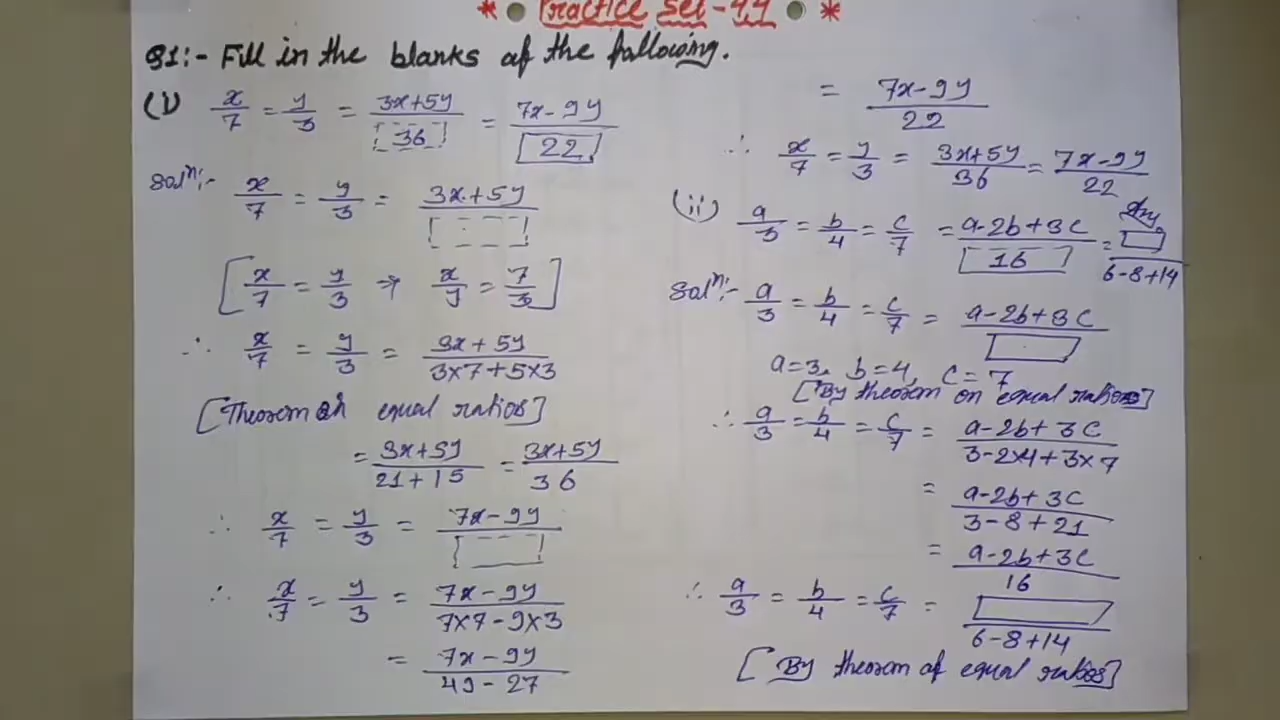 * Practice Set - 4.4 *
Q1:- Fill in the blanks of the following.
(i) x/7 = y/3 = 3x+5y/[36] = 7x-9y/[22]
Solⁿ:- x/7 = y/3 = 3x+5y/[ ]
[x/7 = y/3 → x/y = 7/3]
∴ x/7 = y/3 = 3x+5y/3×7+5×3
[Theorem on equal ratios]
= 3x+5y/21+15 = 3x+5y/36
∴ x/7 = y/3 = 7x-9y/[ ]
∴ x/7 = y/3 = 7x-9y/7×7-9×3
= 7x-9y/49-27
= 7x-9y/22
∴ x/7 = y/3 = 3x+5y/36 = 7x-9y/22
Ans
(ii) a/3 = b/4 = c/7 = a-2b+3c/[16] = [ ]/6-8+14
Solⁿ:- a/3 = b/4 = c/7 = a-2b+3c/[ ]
a=3, b=4, c=7
[By theorem on equal ratios]
∴ a/3 = b/4 = c/7 = a-2b+3c/3-2×4+3×7
= a-2b+3c/3-8+21
= a-2b+3c/16
∴ a/3 = b/4 = c/7 = [ ]/6-8+14
[By theorem of equal ratios]